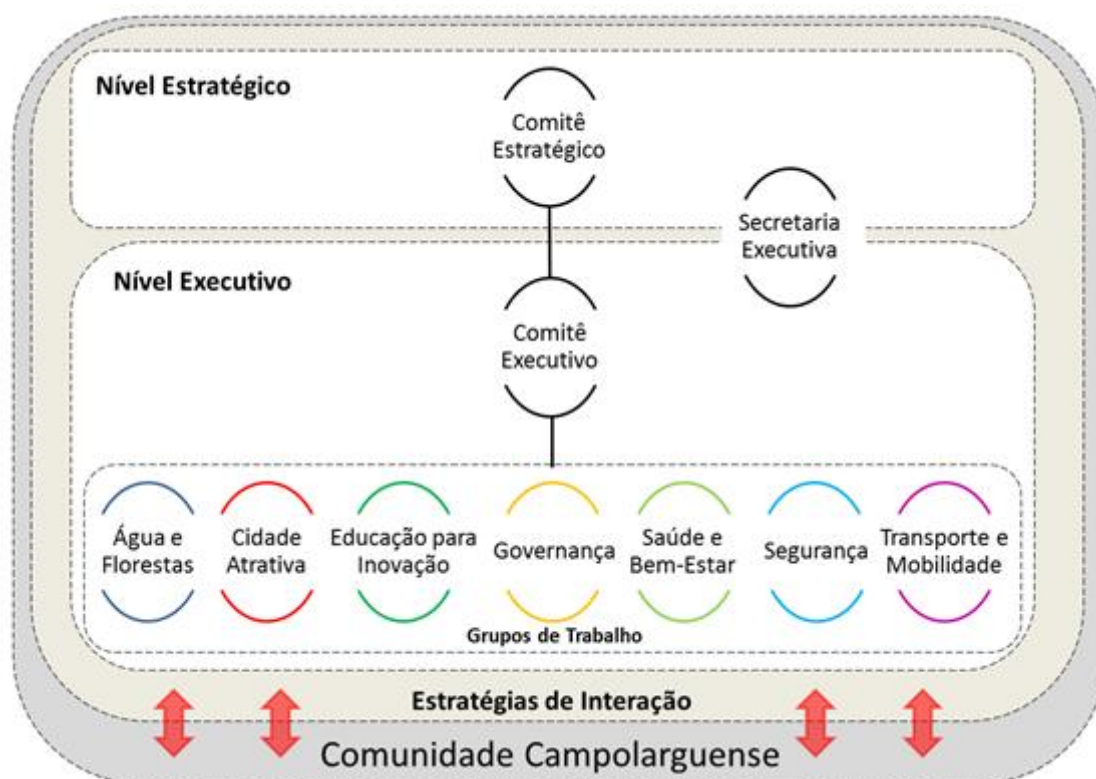 Nível Estratégico
Comitê
Estratégico
Secretaria
Executiva
Nível Executivo
Comitê
Executivo
Água e
Florestas
Cidade
Atrativa
Educação para
Inovação
Governança
Saúde e
Bem-Estar
Segurança
Transporte e
Mobilidade
Grupos de Trabalho
Estratégias de Interação
Comunidade Campolarguense